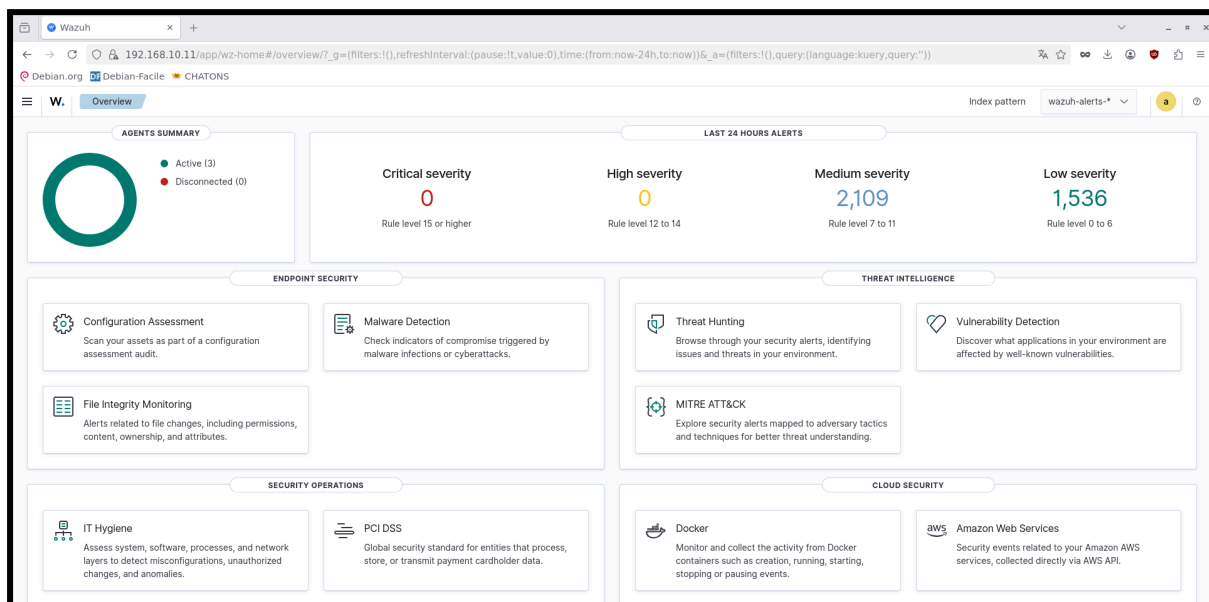 Wazuh
192.168.10.11/app/wz-home#/overview/?_g=(filters:!(),refreshInterval:(pause:!t,value:0),time:(from:now-24h,to:now))&_a=(filters:!(),query:(language:kuery,query:''))
Debian.org DF Debian-Facile CHATONS
W. Overview Index pattern wazuh-alerts-* a
AGENTS SUMMARY
Active (3)
Disconnected (0)
LAST 24 HOURS ALERTS
Critical severity
0
Rule level 15 or higher
High severity
0
Rule level 12 to 14
Medium severity
2,109
Rule level 7 to 11
Low severity
1,536
Rule level 0 to 6
ENDPOINT SECURITY
Configuration Assessment
Scan your assets as part of a configuration
assessment audit.
Malware Detection
Check indicators of compromise triggered by
malware infections or cyberattacks.
File Integrity Monitoring
Alerts related to file changes, including permissions,
content, ownership, and attributes.
THREAT INTELLIGENCE
Threat Hunting
Browse through your security alerts, identifying
issues and threats in your environment.
Vulnerability Detection
Discover what applications in your environment are
affected by well-known vulnerabilities.
MITRE ATT&CK
Explore security alerts mapped to adversary tactics
and techniques for better threat understanding.
SECURITY OPERATIONS
IT Hygiene
Assess system, software, processes, and network
layers to detect misconfigurations, unauthorized
changes, and anomalies.
PCI DSS
Global security standard for entities that process,
store, or transmit payment cardholder data.
CLOUD SECURITY
Docker
Monitor and collect the activity from Docker
containers such as creation, running, starting,
stopping or pausing events.
aws
Amazon Web Services
Security events related to your Amazon AWS
services, collected directly via AWS API.